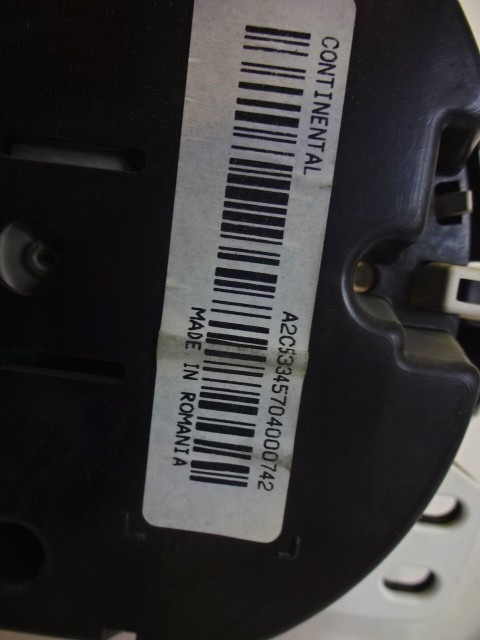 CONTINENTAL
A2C53345704000742
MADE IN ROMANIA